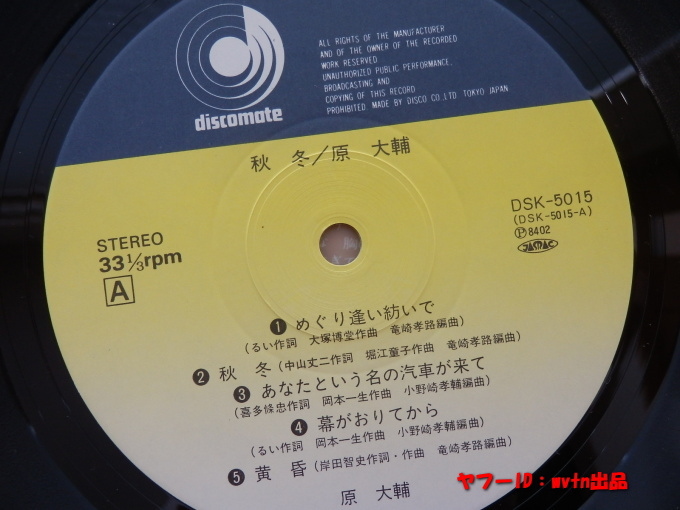 ALL RIGHTS OF THE MANUFACTURER
AND OF THE OWNER OF THE RECORDED
WORK RESERVED
UNAUTHORIZED PUBLIC PERFORMANCE,
BROADCASTING AND
COPYING OF THIS RECORD
PROHIBITED MADE BY DISCO CO., LTD. TOKYO JAPAN
discomate
秋 冬/原 大輔
DSK-5015
(DSK-5015-A)
Ⓟ8402
JASRAC
STEREO
33 1/3 rpm
A
❶ めぐり逢い紡いで
(るい作詞 大塚博堂作曲 竜崎孝路編曲)
❷ 秋 冬 (中山丈二作詞 堀江童子作曲 竜崎孝路編曲)
❸ あなたという名の汽車が来て
(喜多條忠作詞 岡本一生作曲 小野崎孝輔編曲)
❹ 幕がおりてから
(るい作詞 岡本一生作曲 小野崎孝輔編曲)
❺ 黄 昏 (岸田智史作詞・作曲 竜崎孝路編曲)
原 大輔
ヤフーID:mvtn出品